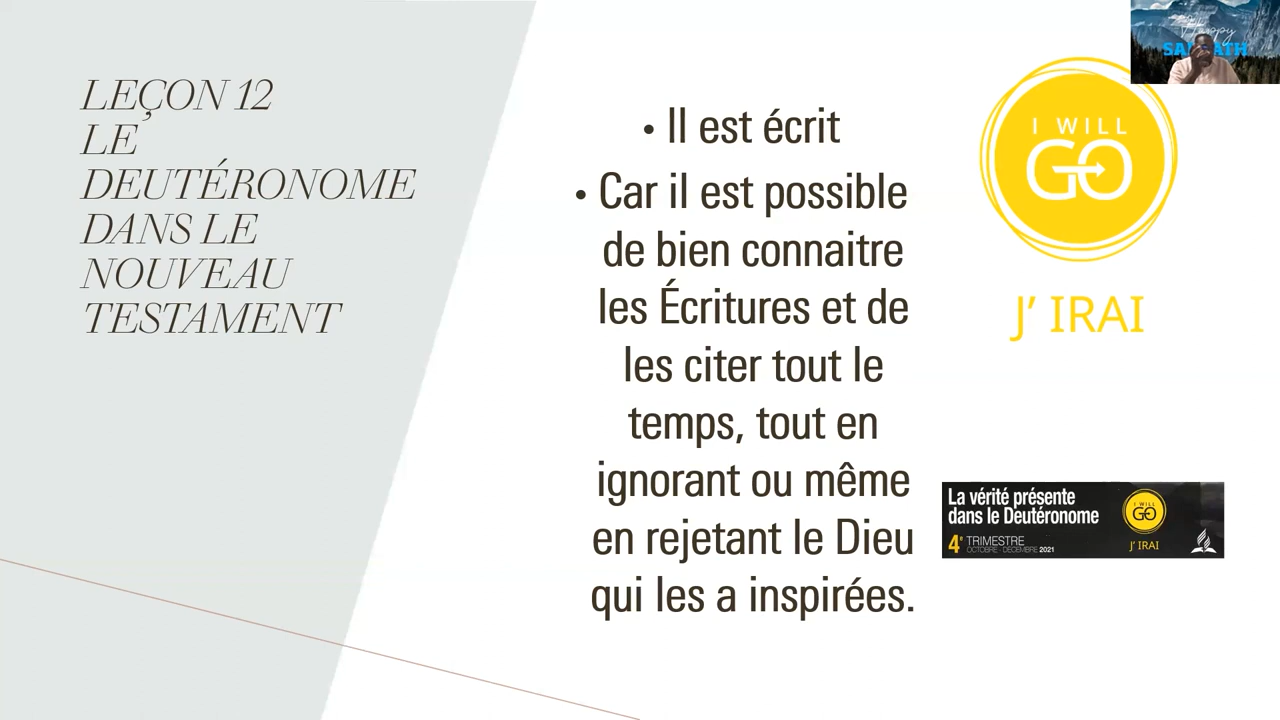 LEÇON 12
LE
DEUTÉRONOME
DANS LE
NOUVEAU
TESTAMENT
• Il est écrit
• Car il est possible
de bien connaitre
les Écritures et de
les citer tout le
temps, tout en
ignorant ou même
en rejetant le Dieu
qui les a inspirées.
Happy
SABBATH
I WILL
GO
J’ IRAI
La vérité présente
dans le Deutéronome
4e TRIMESTRE
OCTOBRE - DÉCEMBRE 2021
I WILL
GO
J’ IRAI